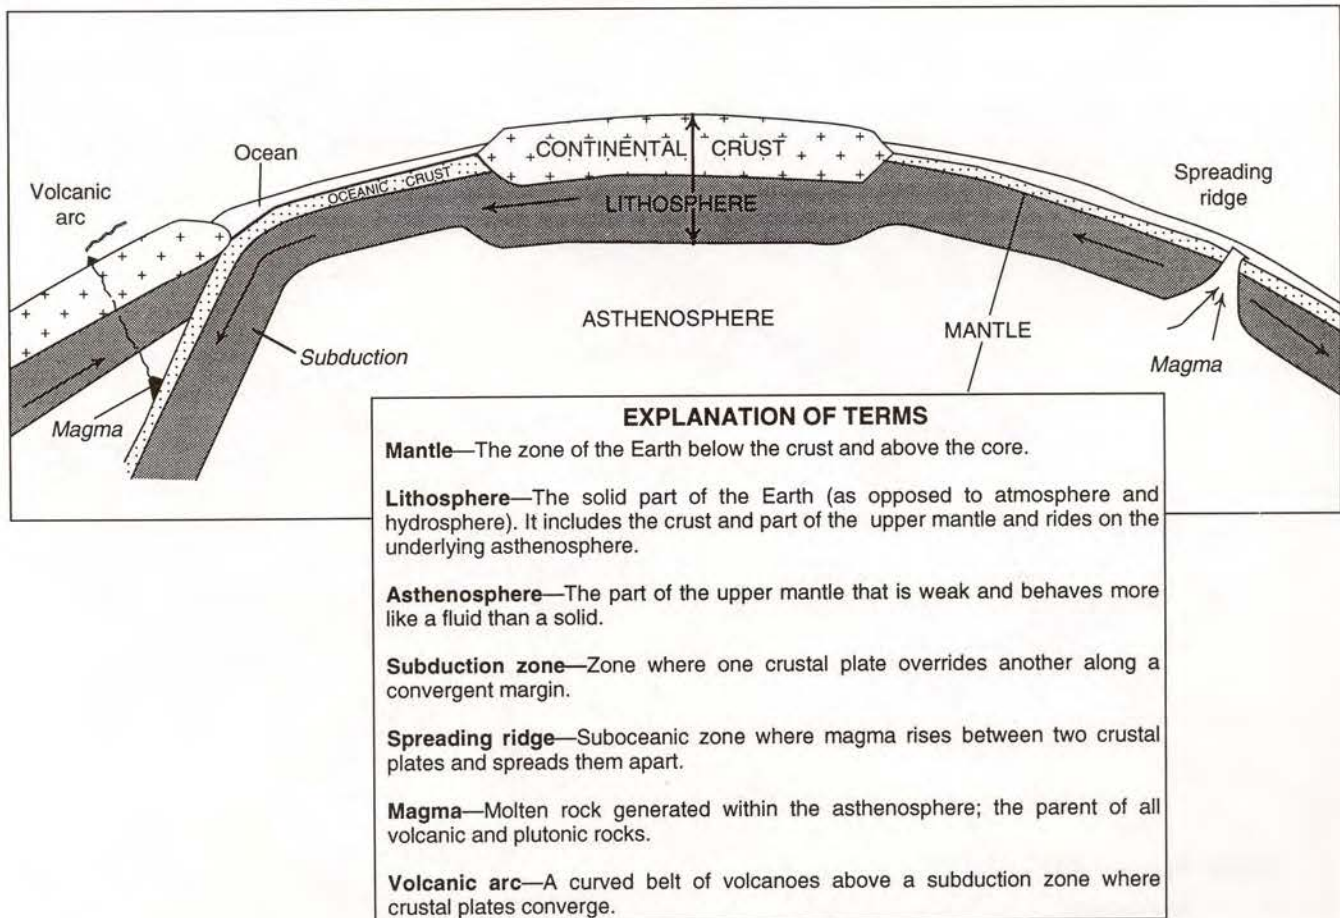 Ocean
CONTINENTAL CRUST
Volcanic
arc
OCEANIC CRUST
Spreading
ridge
LITHOSPHERE
ASTHENOSPHERE
MANTLE
Subduction
Magma
Magma
EXPLANATION OF TERMS
Mantle—The zone of the Earth below the crust and above the core.
Lithosphere—The solid part of the Earth (as opposed to atmosphere and
hydrosphere). It includes the crust and part of the upper mantle and rides on the
underlying asthenosphere.
Asthenosphere—The part of the upper mantle that is weak and behaves more
like a fluid than a solid.
Subduction zone—Zone where one crustal plate overrides another along a
convergent margin.
Spreading ridge—Suboceanic zone where magma rises between two crustal
plates and spreads them apart.
Magma—Molten rock generated within the asthenosphere; the parent of all
volcanic and plutonic rocks.
Volcanic arc—A curved belt of volcanoes above a subduction zone where
crustal plates converge.